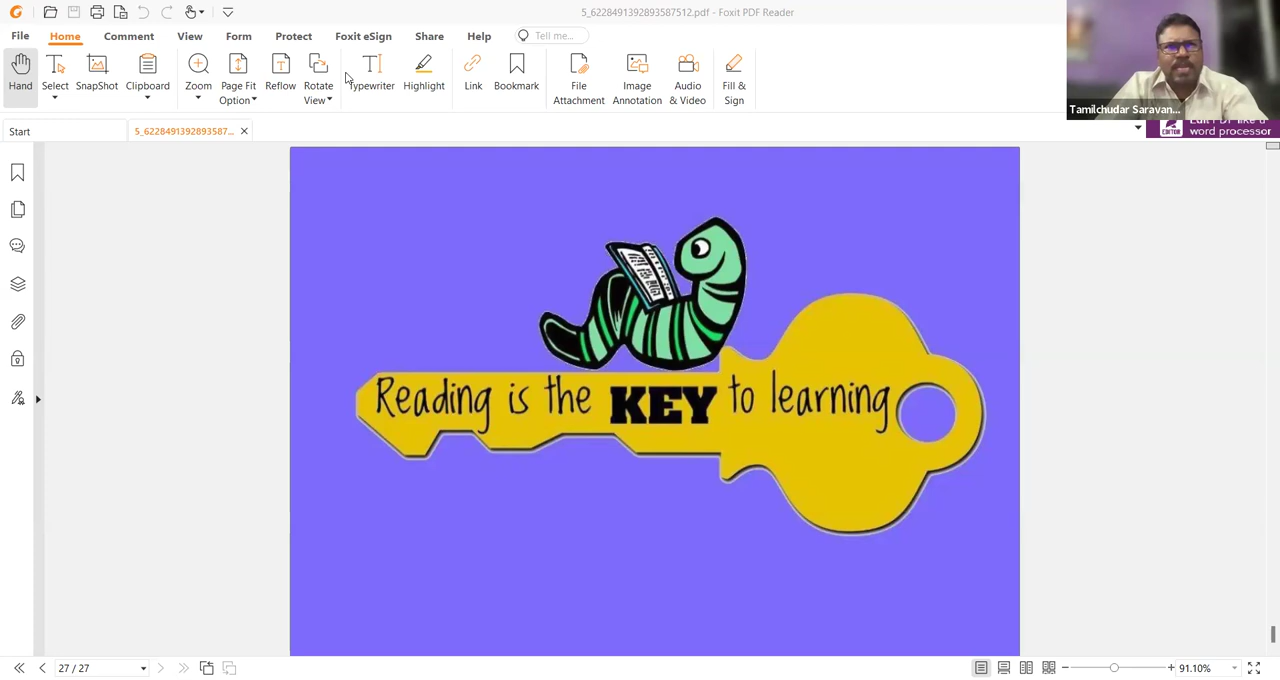 5_6228491392893587512.pdf - Foxit PDF Reader
File Home Comment View Form Protect Foxit eSign Share Help Tell me...
Hand Select SnapShot Clipboard Zoom Page Fit Option Reflow Rotate View Typewriter Highlight Link Bookmark File Attachment Image Annotation Audio & Video Fill & Sign
Tamilchudar Saravan...
EDITOR
word processor
Start 5_6228491392893587...
Reading is the KEY to learning
27 / 27 91.10%